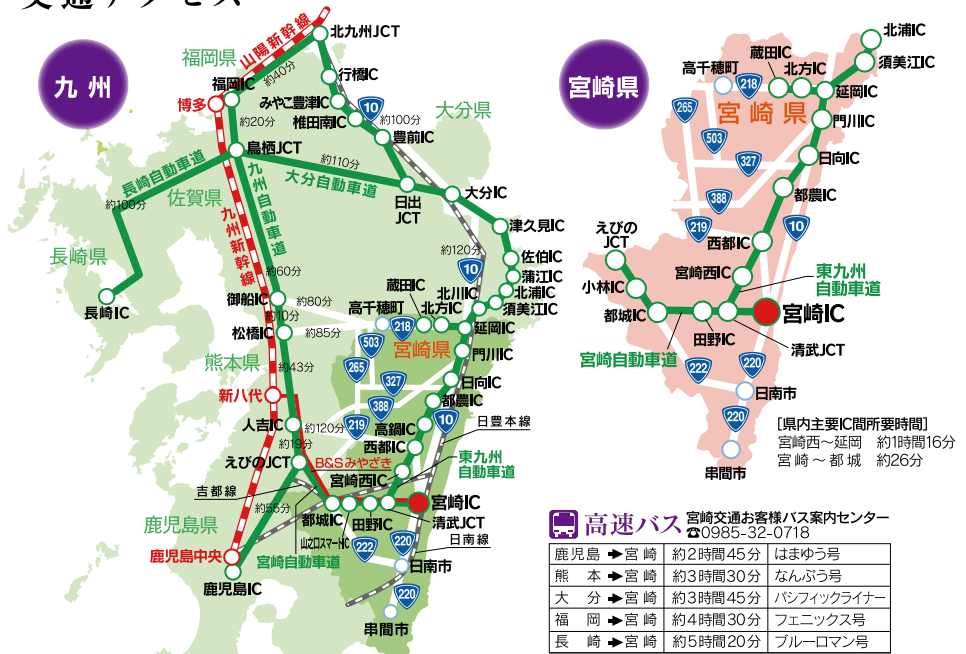 交通アクセス
九州
福岡県
山陽新幹線
約40分
北九州JCT
行橋IC
福岡IC
博多
みやこ豊津IC
椎田南IC
10
約100分
豊前IC
大分県
約20分
鳥栖JCT
約110分
大分自動車道
長崎自動車道
約100分
佐賀県
九州自動車道
九州新幹線
日出
JCT
大分IC
津久見IC
長崎県
長崎IC
約60分
約120分
10
佐伯IC
蒲江IC
北浦IC
須美江IC
北川IC
御船IC
約80分
約10分
松橋IC
約85分
高千穂町
218
蔵田IC
北方IC
延岡IC
503
宮崎県
門川IC
熊本県
約43分
265
327
日向IC
新八代
388
都農IC
人吉IC
約120分
219
高鍋IC
10
日豊本線
約19分
西都IC
えびのJCT
B&Sみやざき
宮崎西IC
東九州
自動車道
吉都線
約55分
宮崎IC
都城IC
田野IC
清武JCT
山之口スマートIC
鹿児島県
222
220
日南線
鹿児島中央
宮崎自動車道
日南市
鹿児島IC
220
串間市
宮崎県
北浦IC
蔵田IC
須美江IC
高千穂町
218
北方IC
延岡IC
265
宮崎県
門川IC
503
327
日向IC
388
都農IC
219
10
えびの
JCT
西都IC
宮崎西IC
東九州
自動車道
小林IC
都城IC
宮崎IC
田野IC
清武JCT
宮崎自動車道
222
220
日南市
220
串間市
[県内主要IC間所要時間]
宮崎西～延岡 約1時間16分
宮崎～都城 約26分
高速バス 宮崎交通お客様バス案内センター
☎0985-32-0718
鹿児島➡宮崎 約2時間45分 はまゆう号
熊本➡宮崎 約3時間30分 なんぷう号
大分➡宮崎 約3時間45分 パシフィックライナー
福岡➡宮崎 約4時間30分 フェニックス号
長崎➡宮崎 約5時間20分 ブルーロマン号